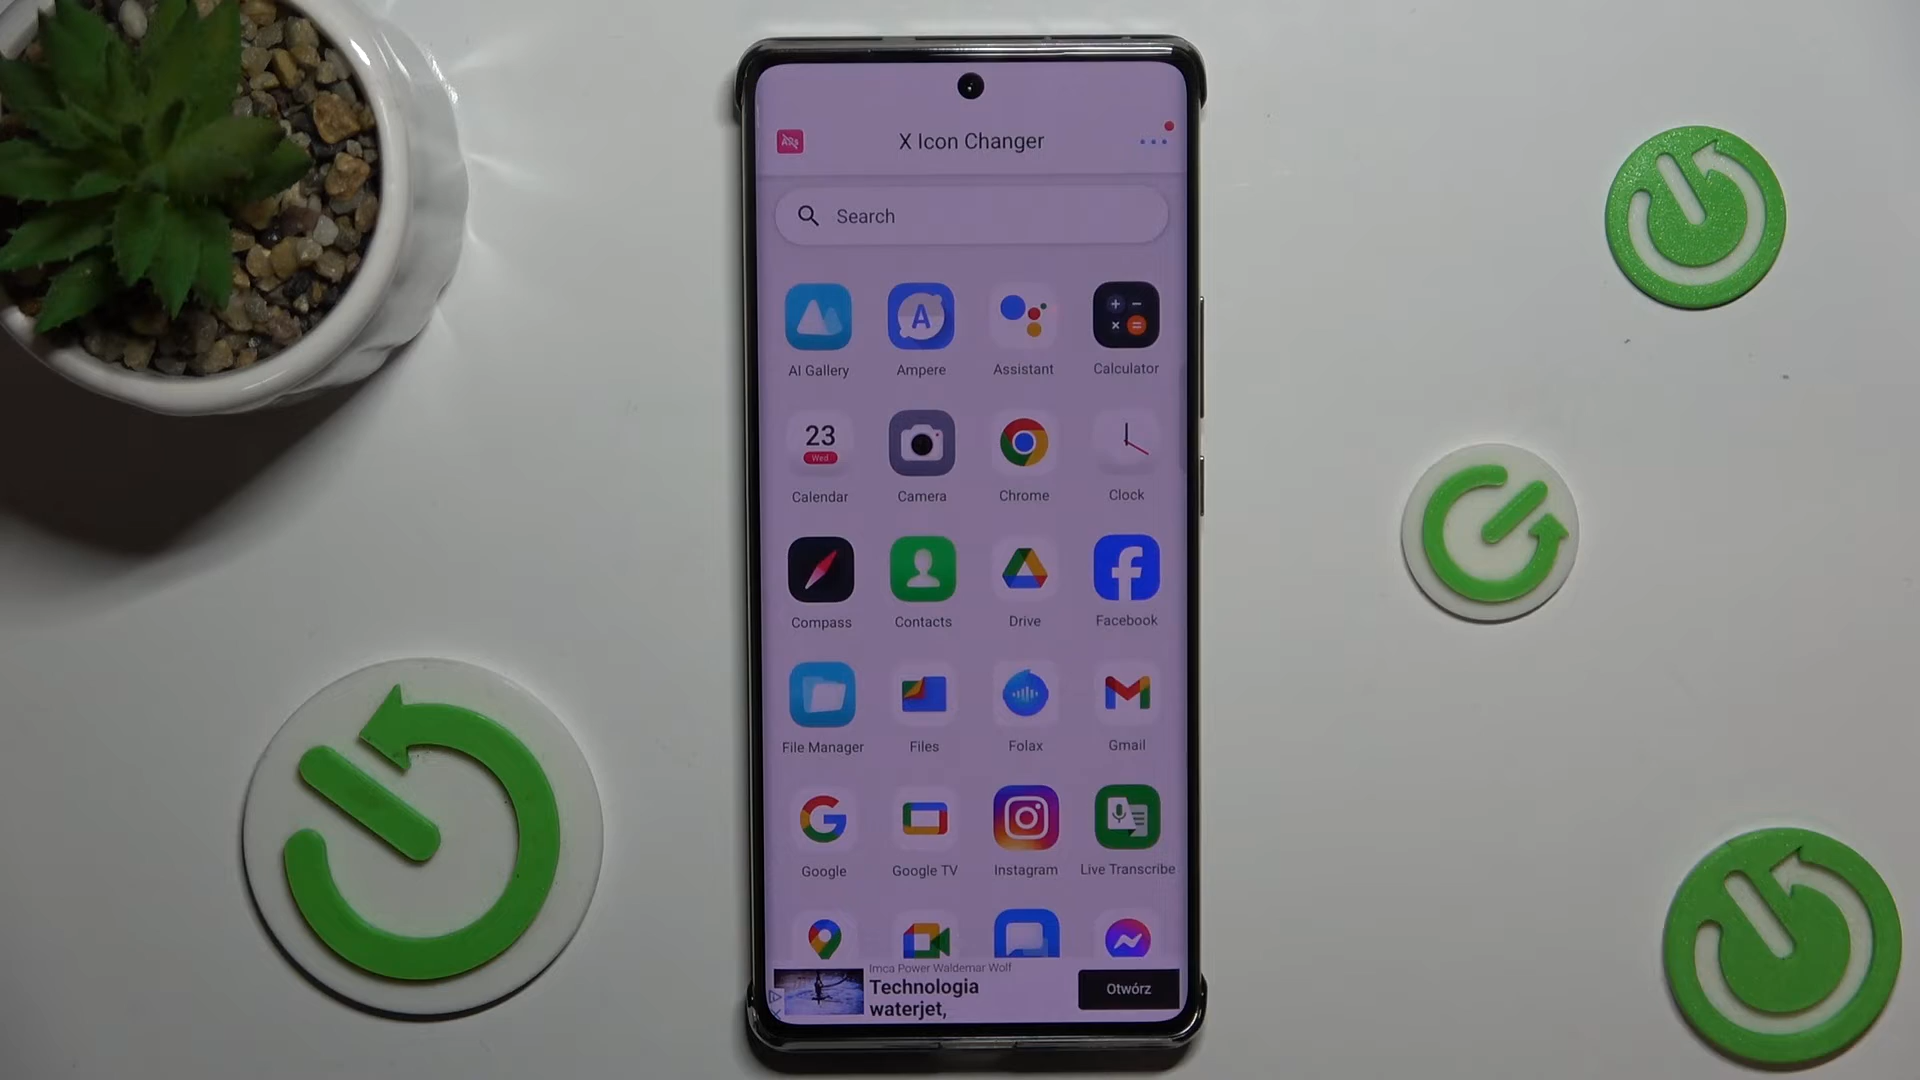 ADs
X Icon Changer
Search
A
AI Gallery Ampere Assistant Calculator
23
Wed
Calendar Camera Chrome Clock
Compass Contacts Drive Facebook
File Manager Files Folax Gmail
Google Google TV Instagram Live Transcribe
Imca Power Waldemar Wolf
Technologia
waterjet,
Otwórz